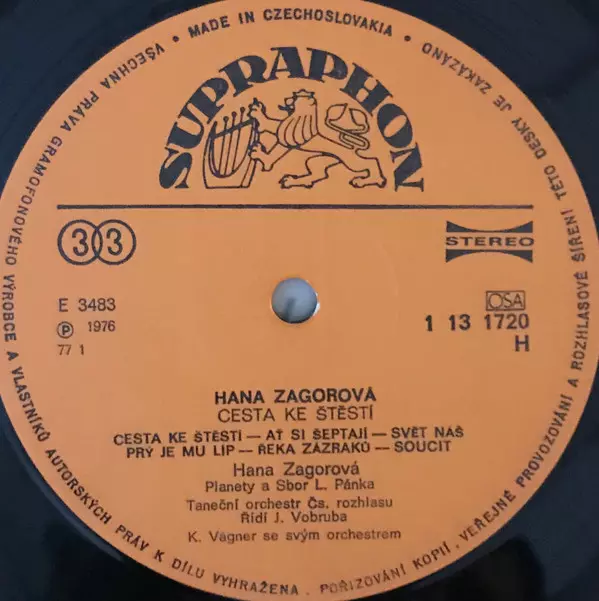 VŠECHNA PRÁVA GRAMOFONOVÉHO VÝROBCE A VLASTNÍKŮ AUTORSKÝCH PRÁV K DÍLU VYHRAŽENA. POŘIZOVÁNÍ KOPIÍ, VEŘEJNÉ PROVOZOVÁNÍ A ROZHLASOVÉ ŠÍŘENÍ TÉTO DESKY JE ZAKÁZÁNO
• MADE IN CZECHOSLOVAKIA •
SUPRAPHON
33
STEREO
E 3483
Ⓟ 1976
77 1
OSA
1 13 1720
H
HANA ZAGOROVÁ
CESTA KE ŠTĚSTÍ
CESTA KE ŠTĚSTÍ — AŤ SI ŠEPTAJÍ — SVĚT NÁŠ
PRÝ JE MU LÍP — ŘEKA ZÁZRAKŮ — SOUCIT
Hana Zagorová
Planety a Sbor L. Pánka
Taneční orchestr Čs. rozhlasu
Řídí J. Vobruba
K. Vágner se svým orchestrem